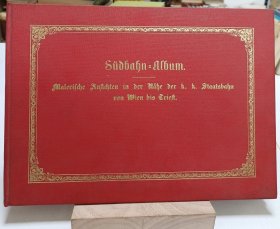 Südbahn-Album.
Malerische Ansichten in der Nähe der k. k. Staatsbahn
von Wien bis Triest